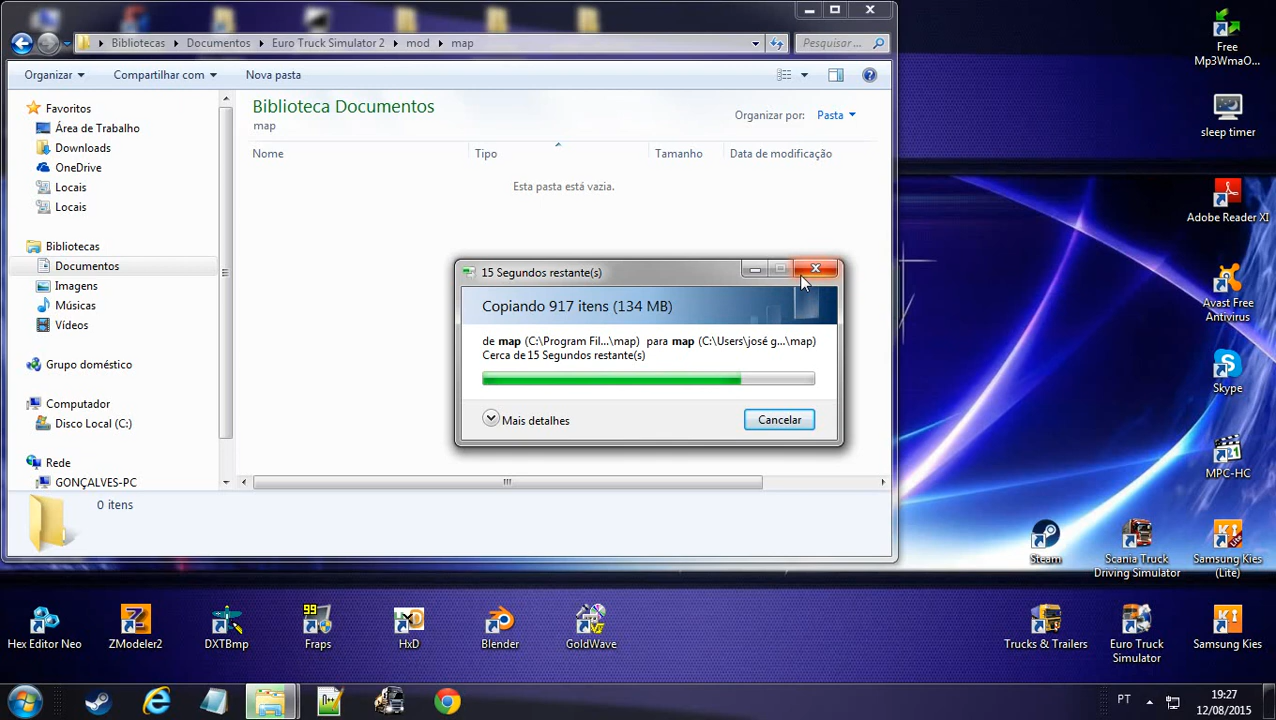 Bibliotecas Documentos Euro Truck Simulator 2 mod map
Pesquisar ...
Organizar Compartilhar com Nova pasta
Favoritos
Área de Trabalho
Downloads
OneDrive
Locais
Locais
Bibliotecas
Documentos
Imagens
Músicas
Vídeos
Grupo doméstico
Computador
Disco Local (C:)
Rede
GONÇALVES-PC
Biblioteca Documentos
map
Organizar por: Pasta
Nome Tipo Tamanho Data de modificação
Esta pasta está vazia.
0 itens
15 Segundos restante(s)
Copiando 917 itens (134 MB)
de map (C:\Program Fil...\map) para map (C:\Users\josé g...\map)
Cerca de 15 Segundos restante(s)
Mais detalhes
Cancelar
Free
Mp3WmaO...
sleep timer
Adobe Reader XI
Avast Free
Antivirus
Skype
MPC-HC
Steam
Scania Truck
Driving Simulator
Samsung Kies
(Lite)
Hex Editor Neo
ZModeler2
DXTBmp
99
Fraps
HxD
Blender
GoldWave
Trucks & Trailers
Euro Truck
Simulator
Samsung Kies
PT
19:27
12/08/2015